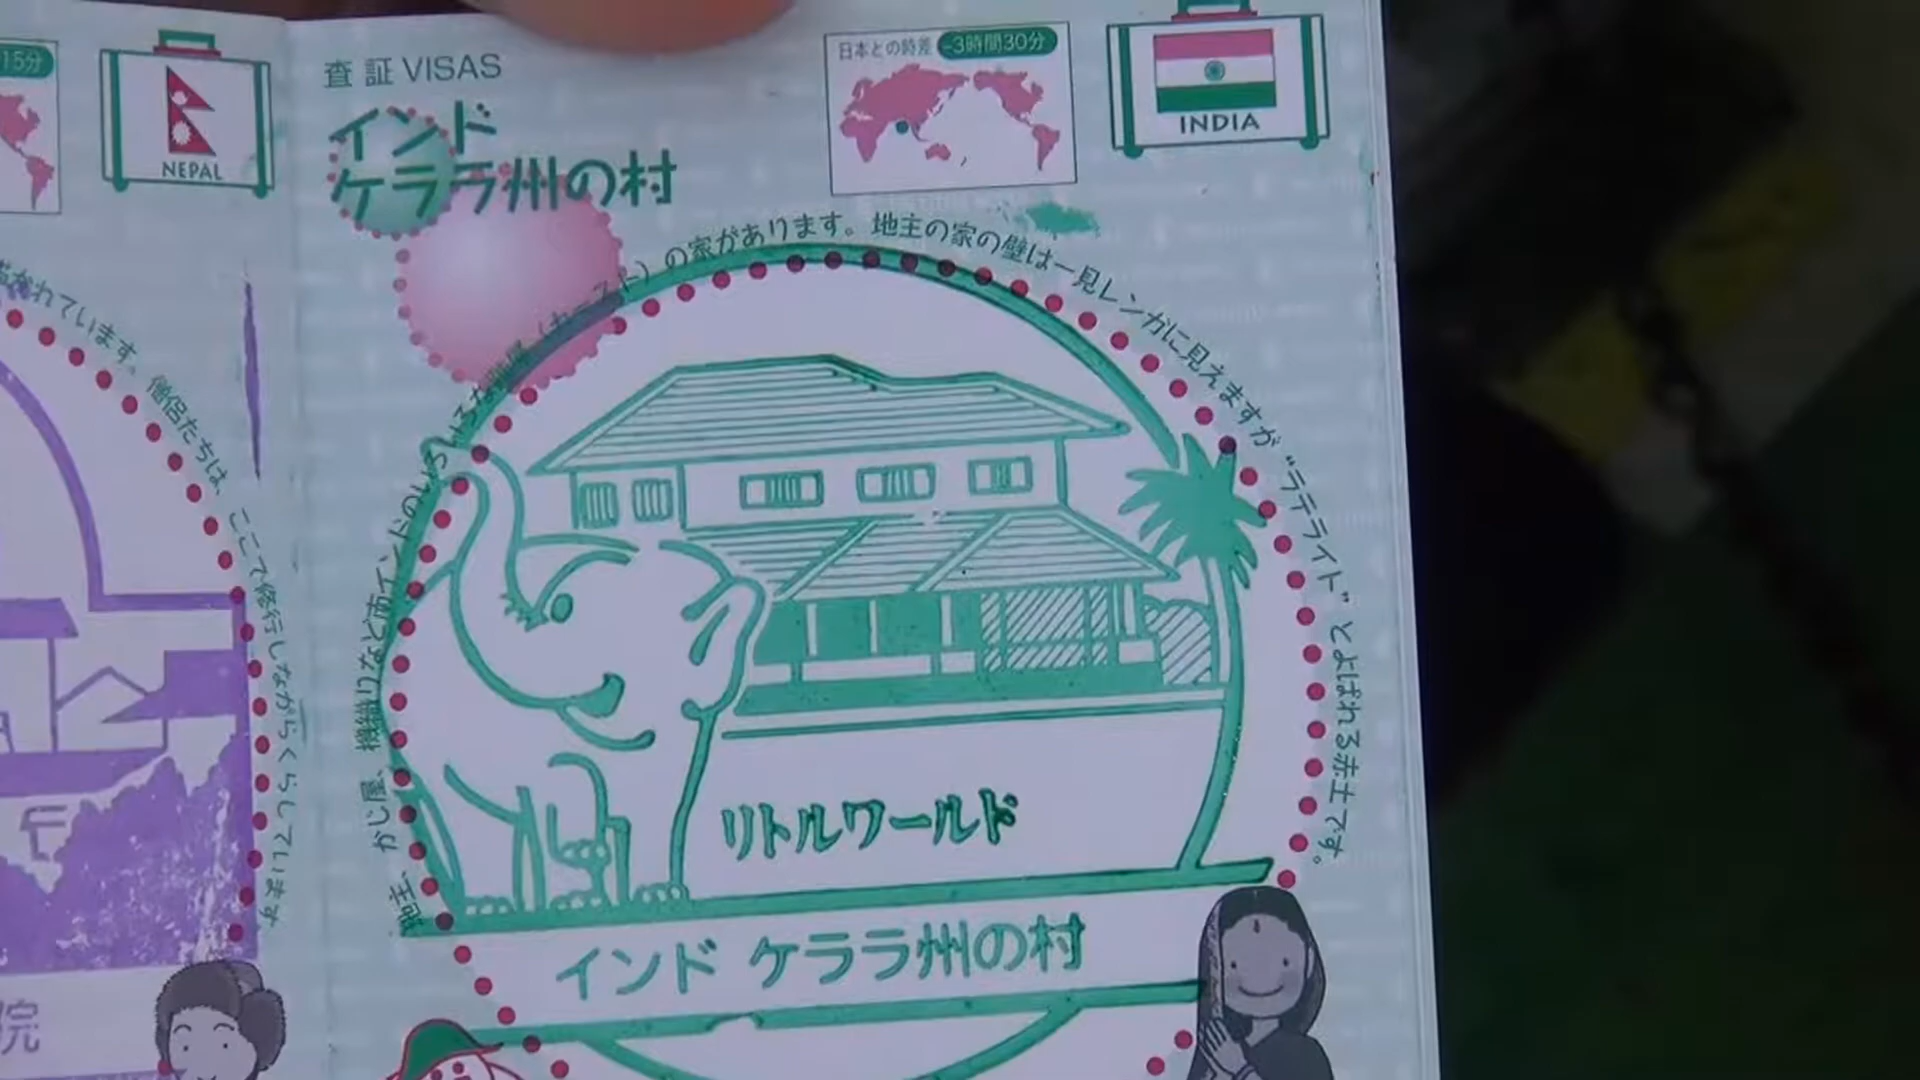 15分
NEPAL
査証 VISAS
インド
ケララ州の村
日本との時差 -3時間30分
INDIA
れています。僧侶たちは、ここで修行しながらくらしています
地主、かじ屋、機織りなど南インドのいろいろな職業(カースト)の家があります。地主の家の壁は一見レンガに見えますが“ラテライト”とよばれる赤土です。
リトルワールド
インド ケララ州の村
院